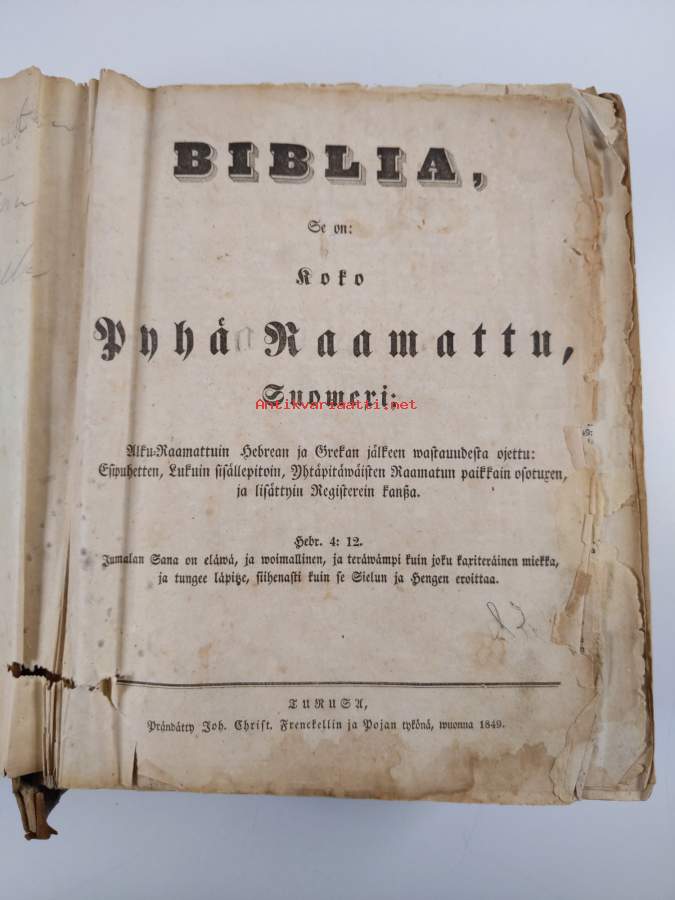 BIBLIA,
Se on:
Koko
Pyhä Raamattu,
Suomexi;
Antikvariaatti.net
Alku-Raamattuin Hebrean ja Grekan jälkeen wastauudesta ojettu:
Esipuhetten, Lukuin sisällepitoin, Yhtäpitäwäisten Raamatun paikkain osotuxen,
ja lisättyin Registerein kanßa.
Hebr. 4: 12.
Jumalan Sana on eläwä, ja woimallinen, ja teräwämpi kuin joku kaxiteräinen miekka,
ja tungee läpitze, siihenasti kuin se Sielun ja Hengen eroittaa.
TURUSA,
Prändätty Joh. Christ. Frenckellin ja Pojan tykönä, wuonna 1849.